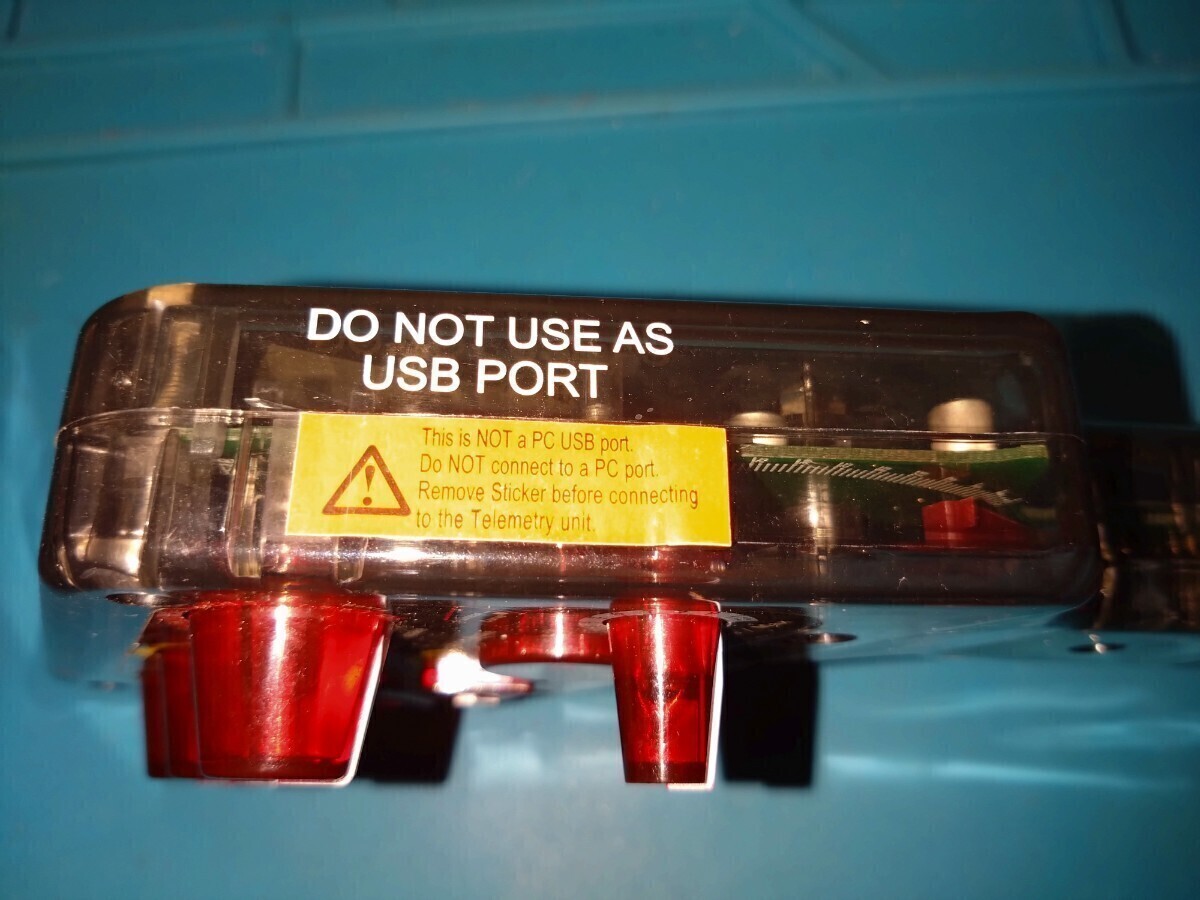 DO NOT USE AS
USB PORT
This is NOT a PC USB port.
Do NOT connect to a PC port.
Remove Sticker before connecting
to the Telemetry unit.